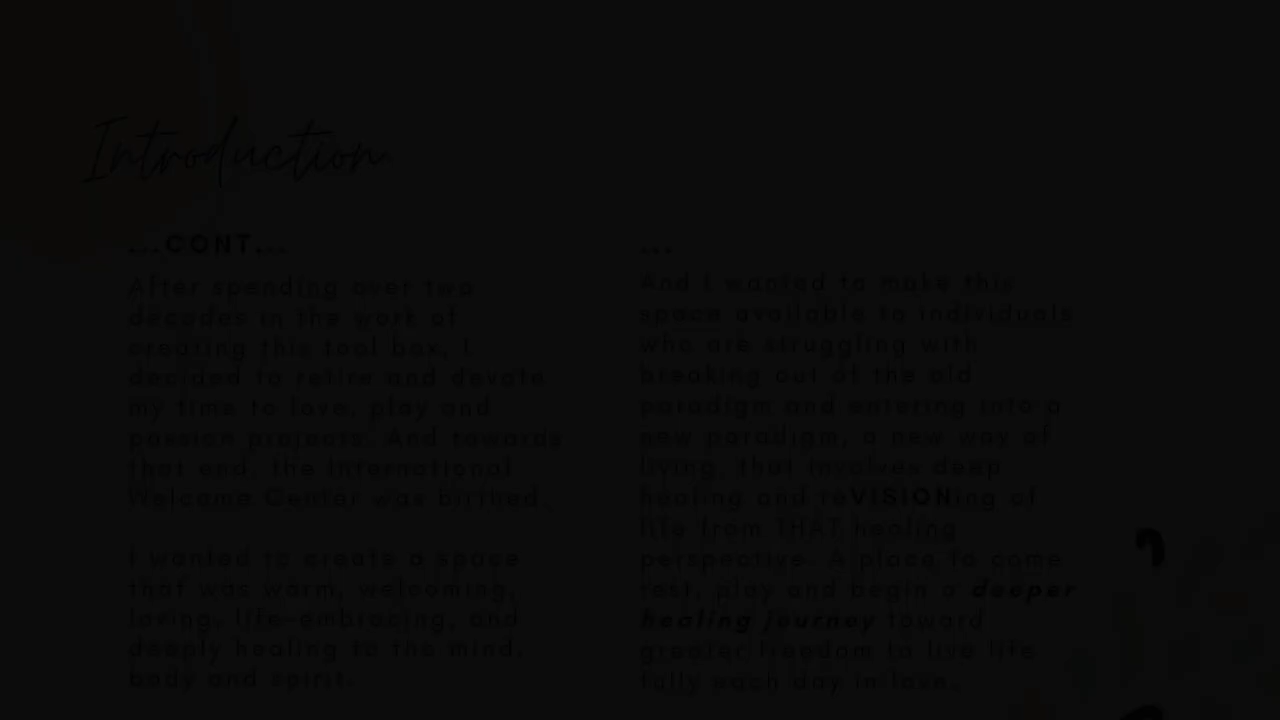 Introduction
...CONT...
After spending over two
decades in the work of
creating this tool box, I
decided to retire and devote
my time to love, play and
passion projects. And towards
that end, the International
Welcome Center was birthed.
I wanted to create a space
that was warm, welcoming,
loving, life-embracing, and
deeply healing to the mind,
body and spirit.
...
And I wanted to make this
space available to individuals
who are struggling with
breaking out of the old
paradigm and entering into a
new paradigm, a new way of
living, that involves deep
healing and reVISIONing of
life from THAT healing
perspective. A place to come
rest, play and begin a deeper
healing journey toward
greater freedom to live life
fully each day inlove.